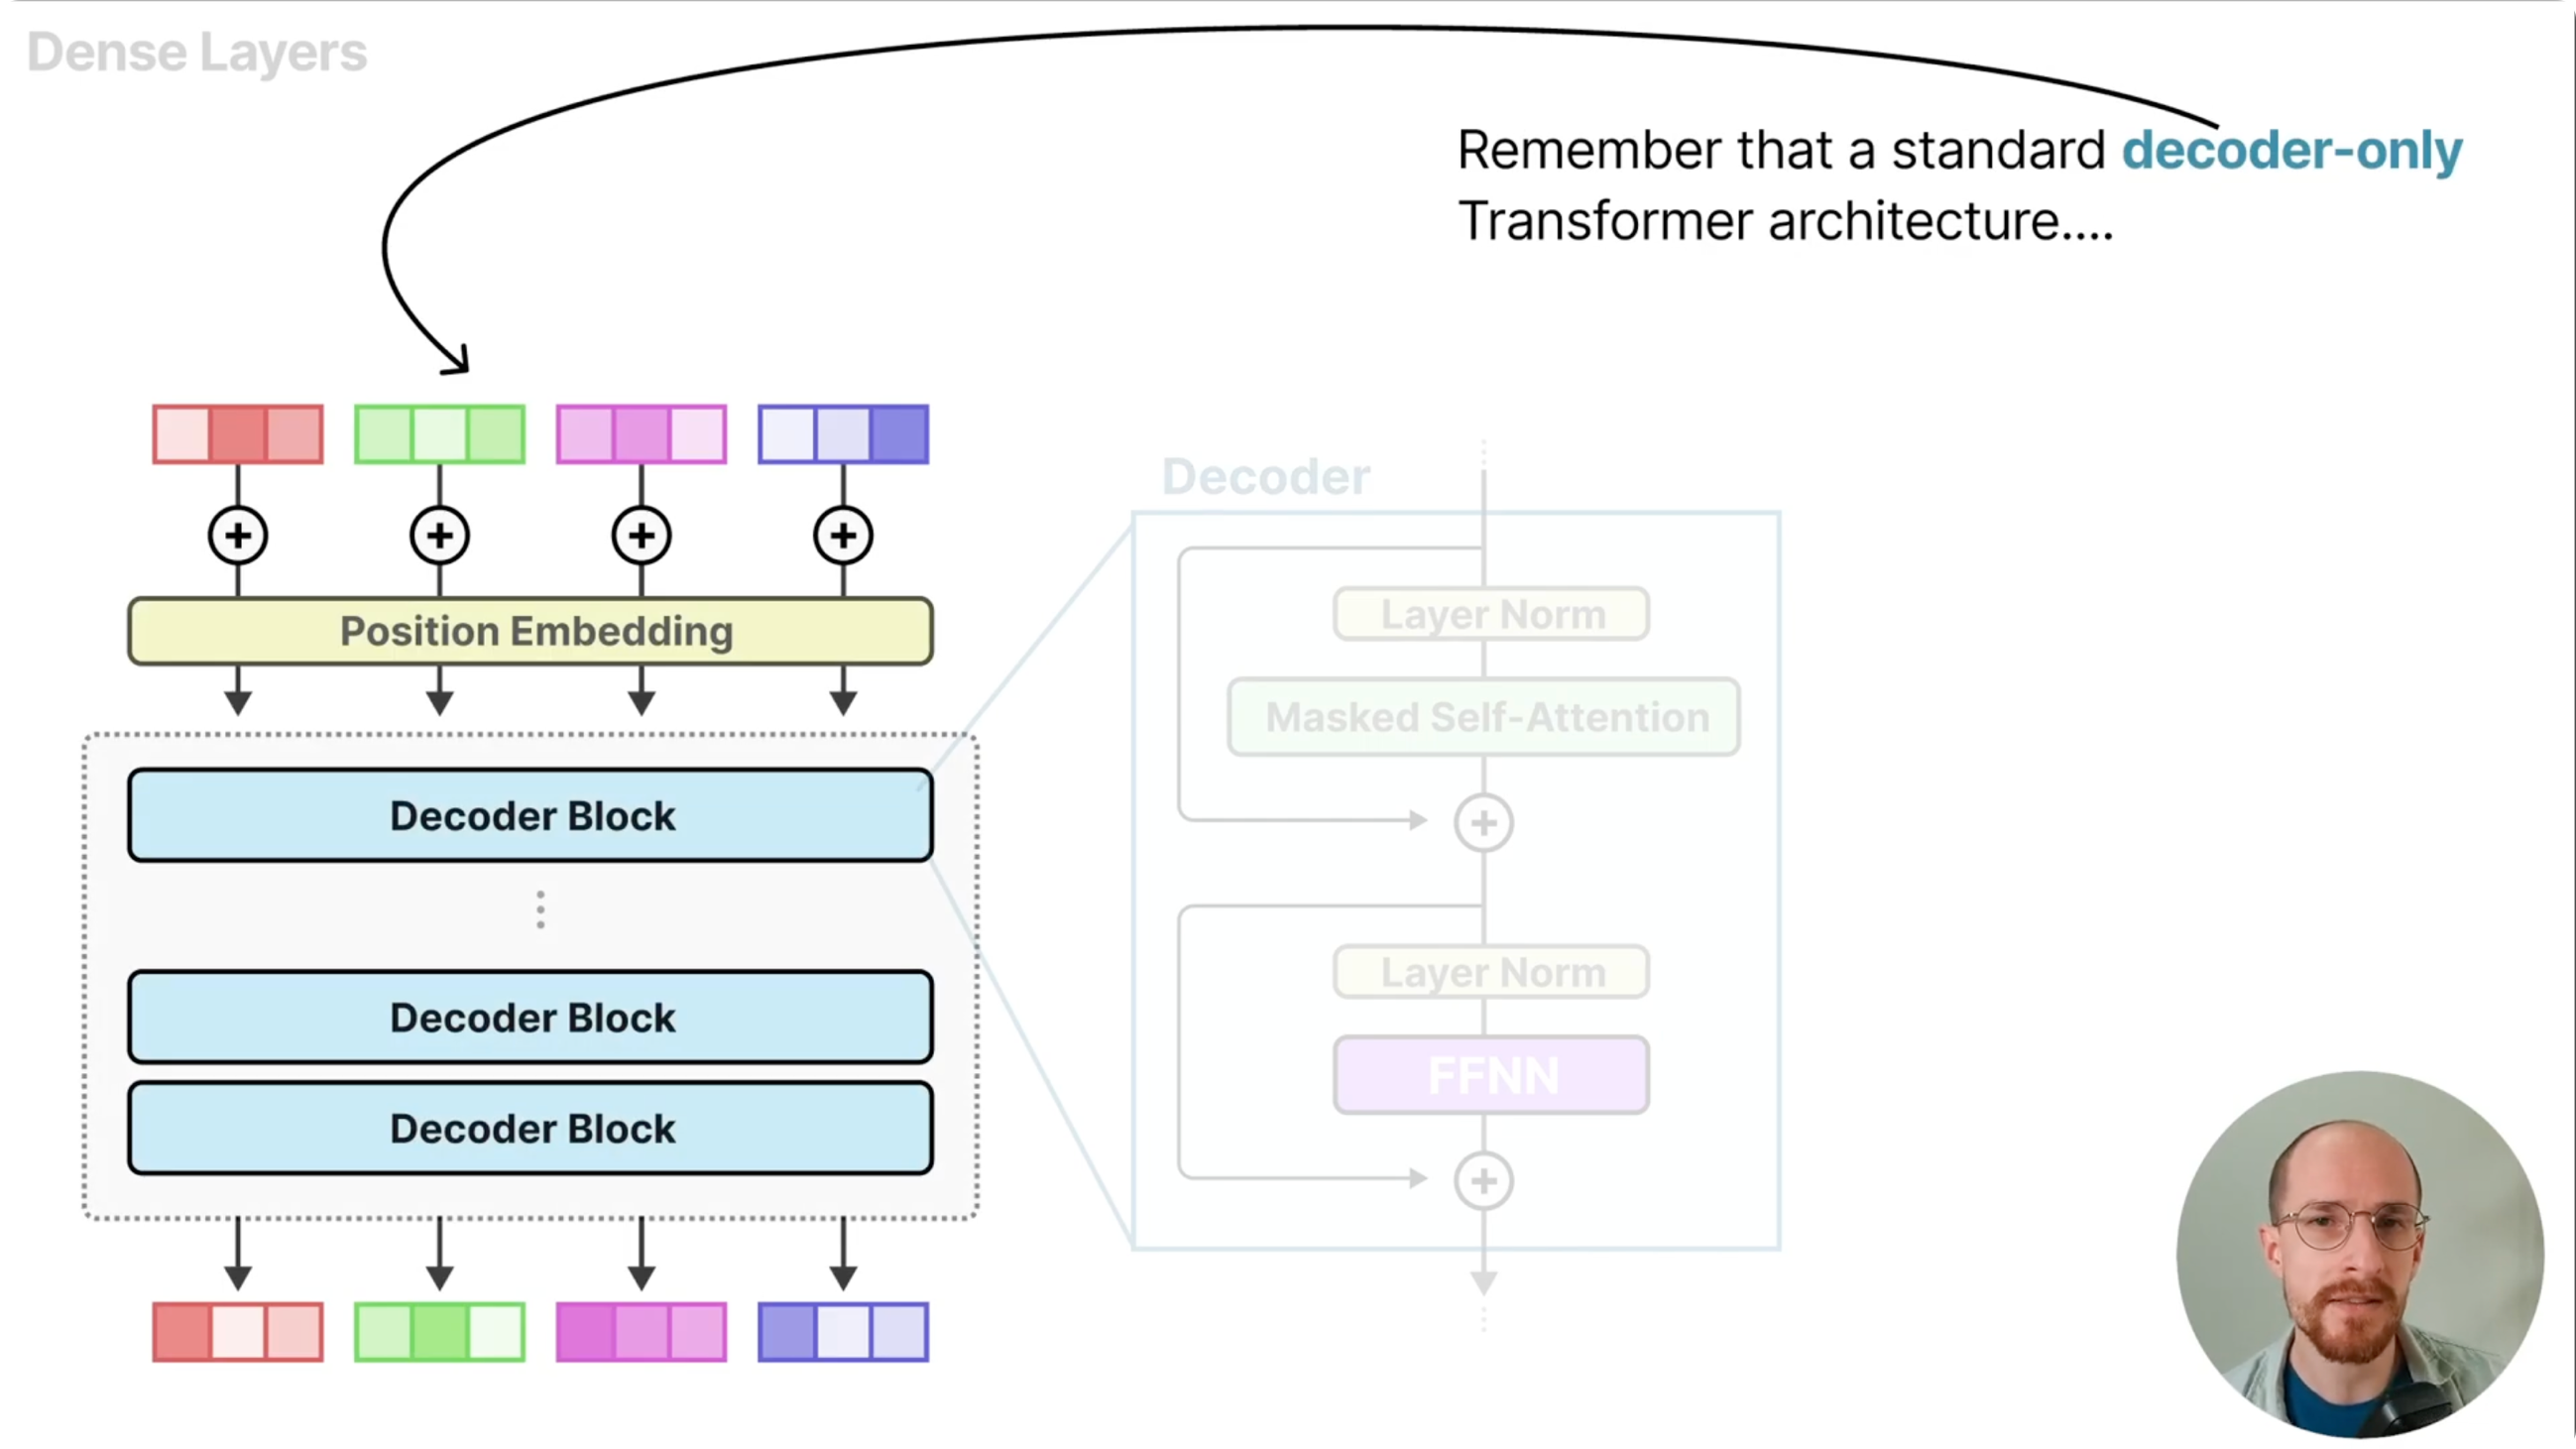 Dense Layers
Remember that a standard decoder-only
Transformer architecture....
Position Embedding
Decoder Block
Decoder Block
Decoder Block
Decoder
Layer Norm
Masked Self-Attention
Layer Norm
FFNN